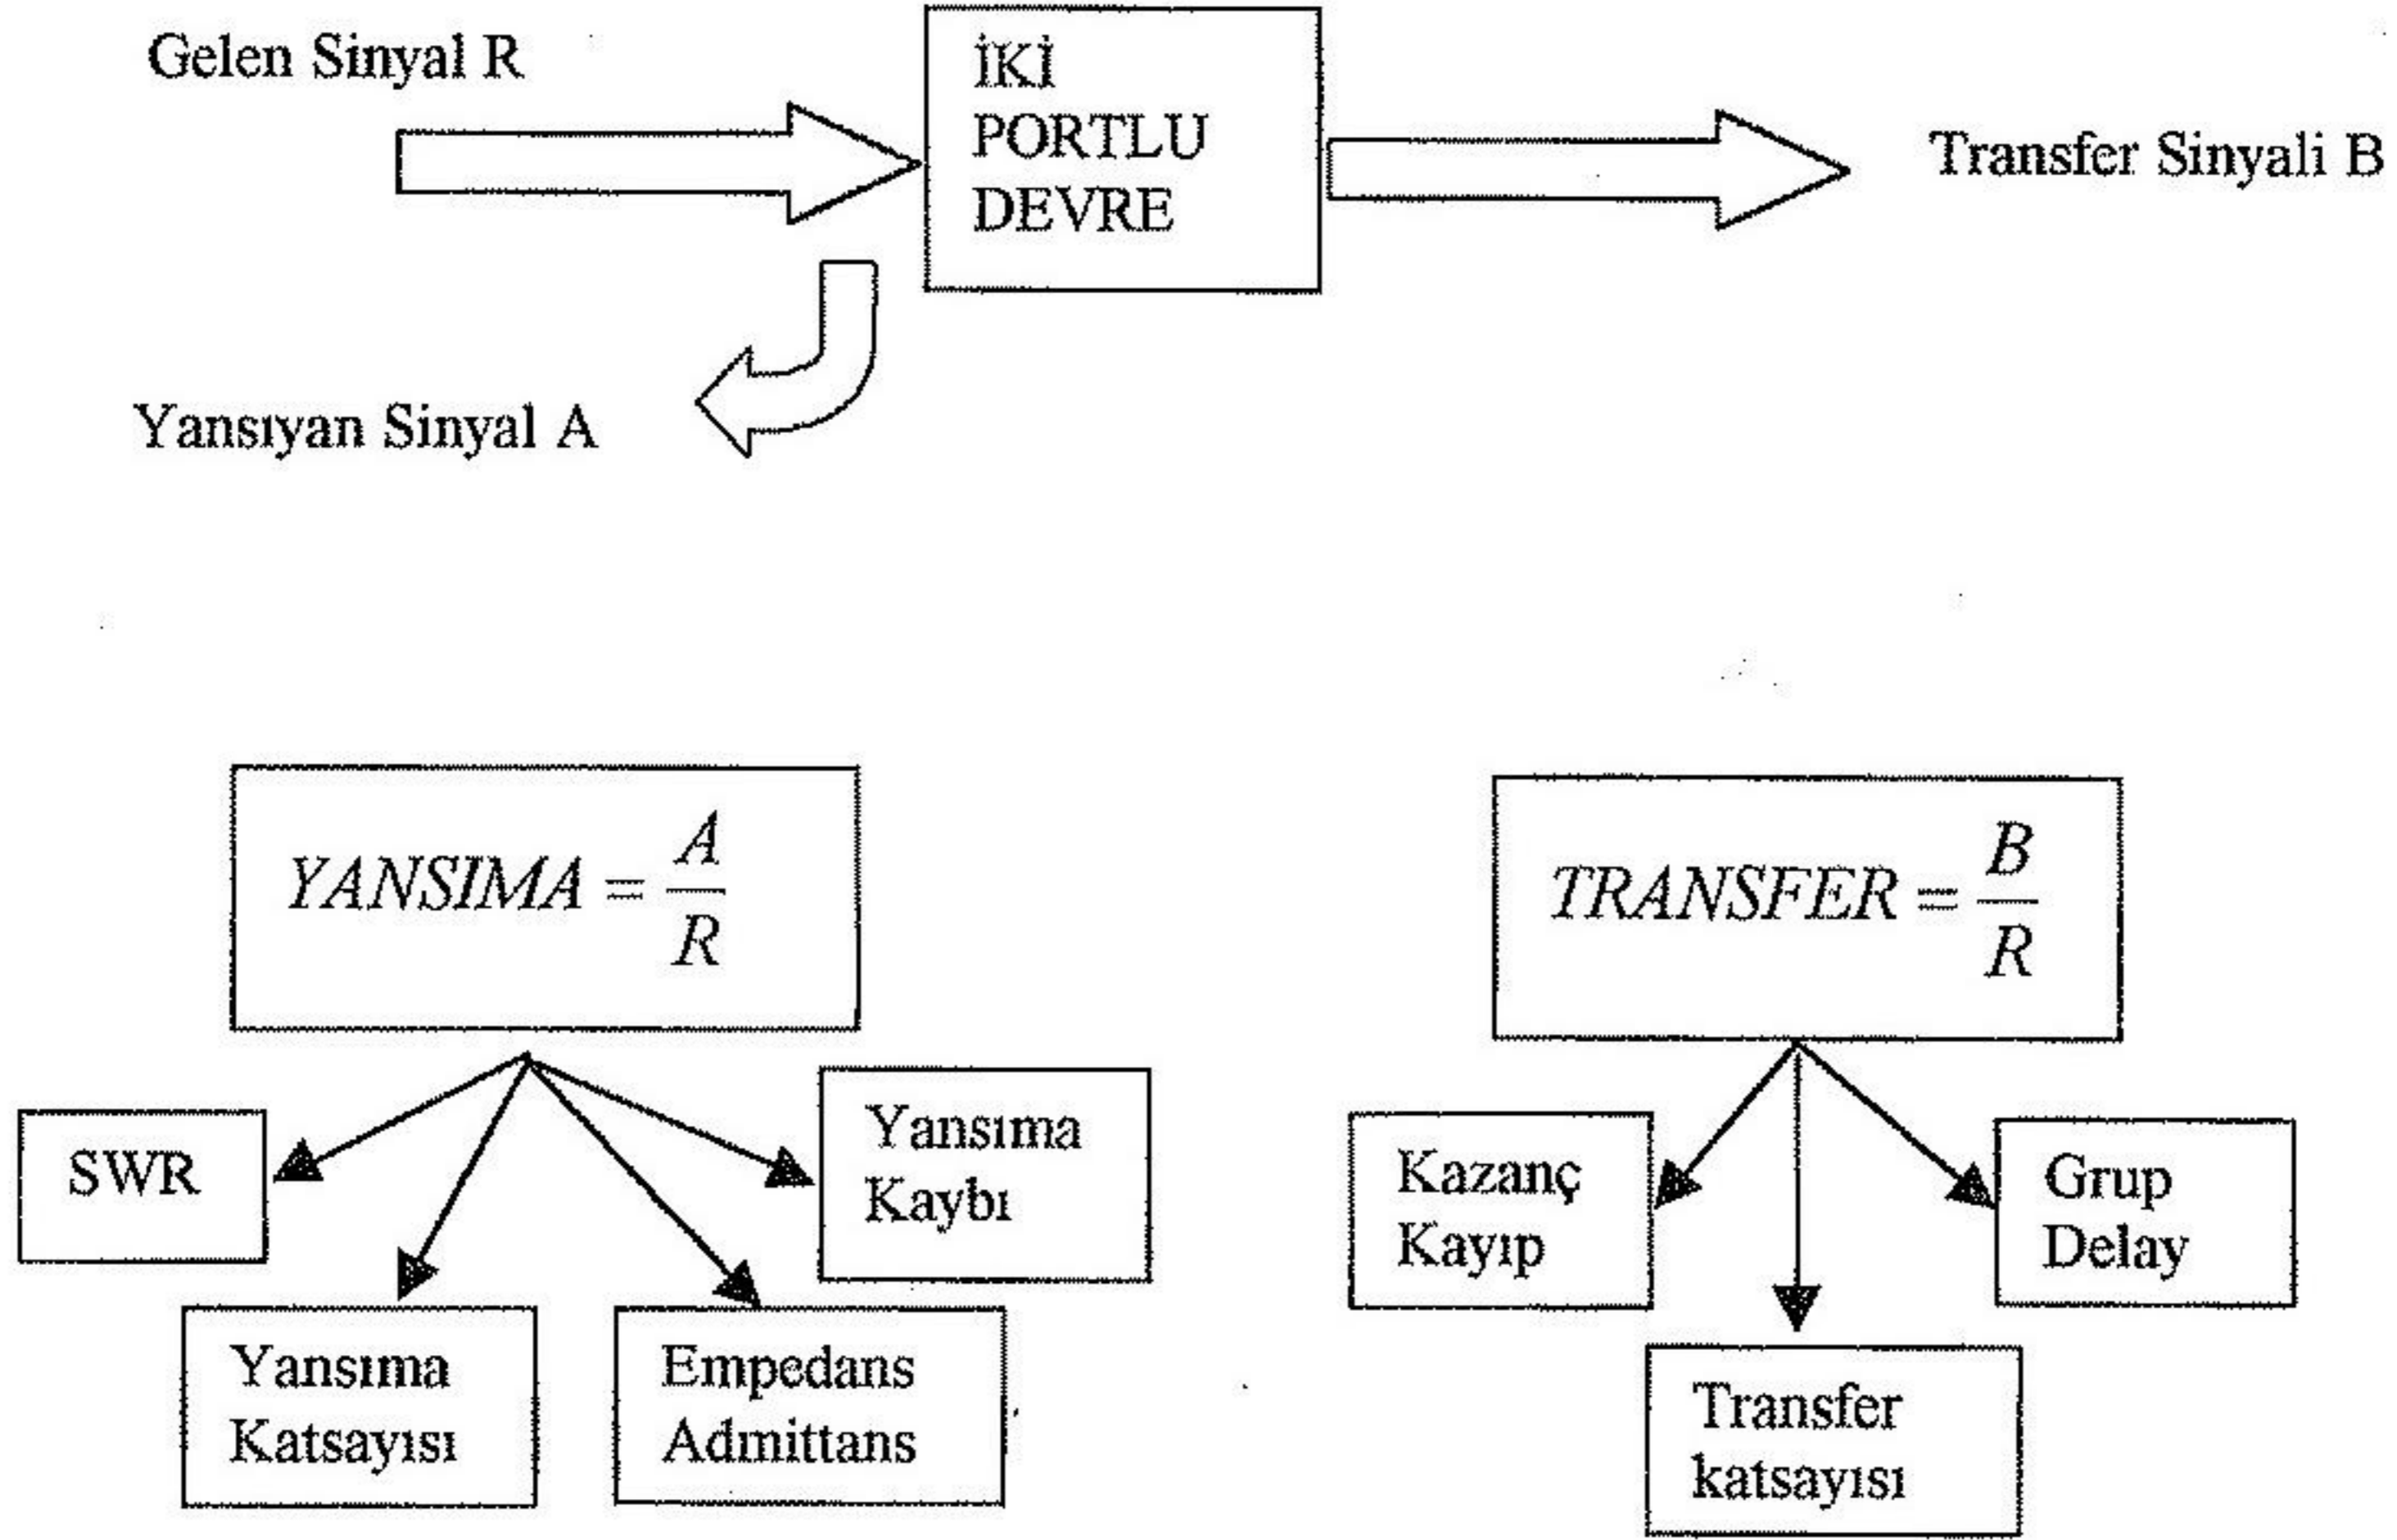 Gelen Sinyal R
İKİ
PORTLU
DEVRE
Transfer Sinyali B
Yansıyan Sinyal A
YANSIMA = A/R
TRANSFER = B/R
SWR
Yansıma
Katsayısı
Empedans
Admittans
Yansıma
Kaybı
Kazanç
Kayıp
Transfer
katsayısı
Grup
Delay